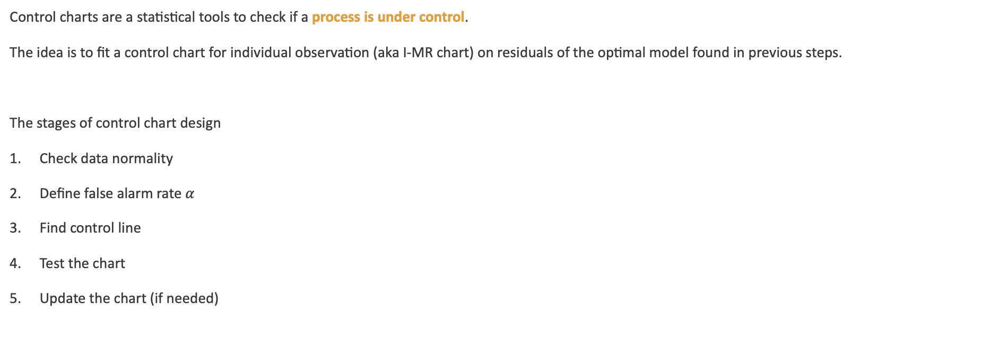 Control charts are a statistical tools to check if a process is under control.
The idea is to fit a control chart for individual observation (aka I-MR chart) on residuals of the optimal model found in previous steps.
The stages of control chart design
1. Check data normality
2. Define false alarm rate α
3. Find control line
4. Test the chart
5. Update the chart (if needed)